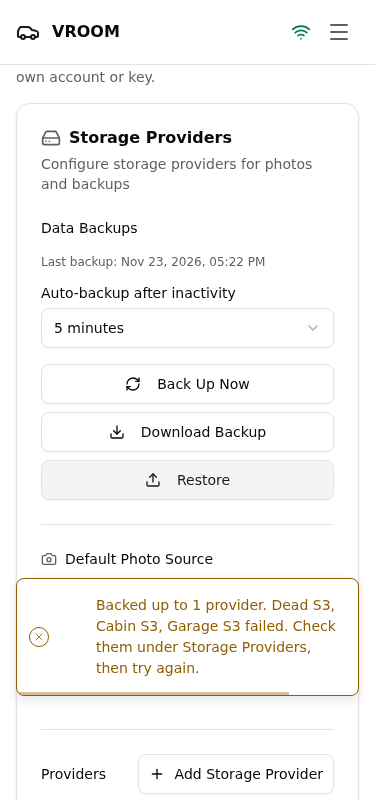 VROOM
own account or key.
Storage Providers
Configure storage providers for photos
and backups
Data Backups
Last backup: Nov 23, 2026, 05:22 PM
Auto-backup after inactivity
5 minutes
Back Up Now
Download Backup
Restore
Default Photo Source
Backed up to 1 provider. Dead S3,
Cabin S3, Garage S3 failed. Check
them under Storage Providers,
then try again.
Providers
Add Storage Provider